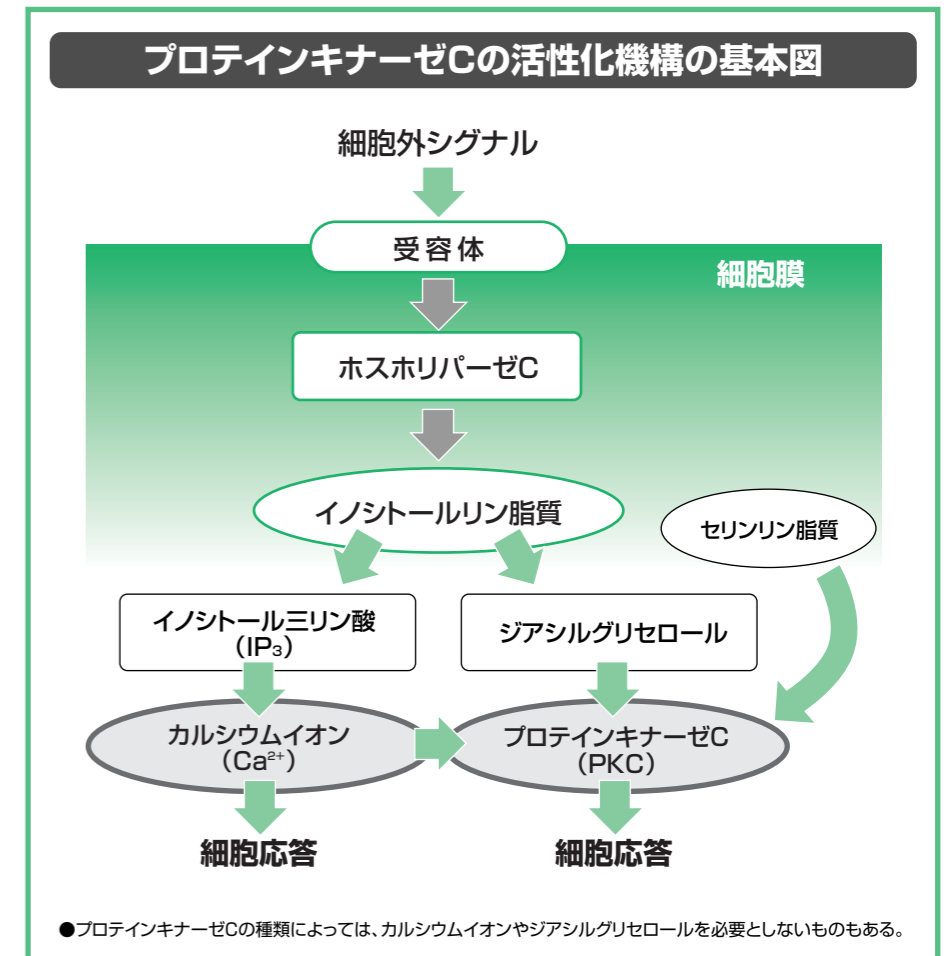 プロテインキナーゼCの活性化機構の基本図
細胞外シグナル
受容体
細胞膜
ホスホリパーゼC
イノシトールリン脂質
セリンリン脂質
イノシトール三リン酸
（IP₃）
ジアシルグリセロール
カルシウムイオン
（Ca²⁺）
プロテインキナーゼC
（PKC）
細胞応答
細胞応答
●プロテインキナーゼCの種類によっては、カルシウムイオンやジアシルグリセロールを必要としないものもある。